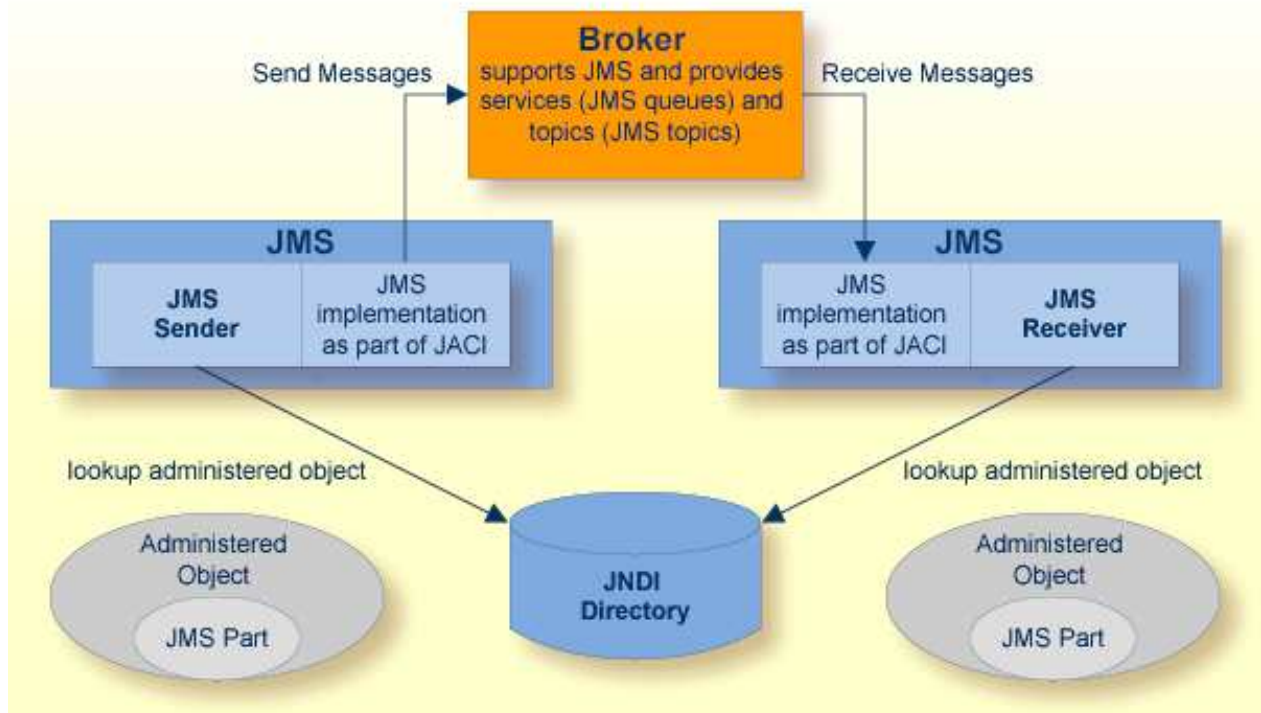 Broker
supports JMS and provides
services (JMS queues) and
topics (JMS topics)
Send Messages
Receive Messages
JMS
JMS
Sender
JMS
implementation
as part of JACI
JMS
JMS
implementation
as part of JACI
JMS
Receiver
lookup administered object
lookup administered object
Administered
Object
JMS Part
JNDI
Directory
Administered
Object
JMS Part